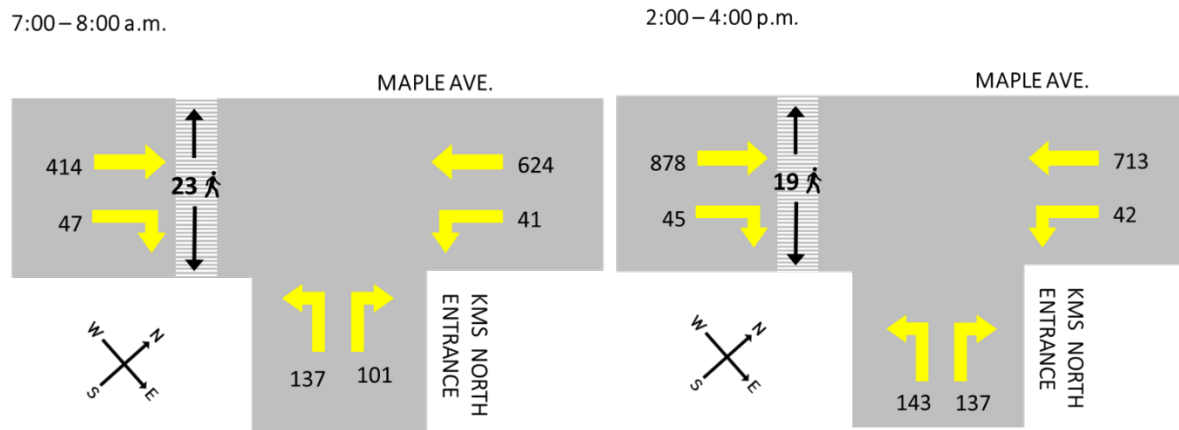 7:00 – 8:00 a.m.
MAPLE AVE.
414
624
23
47
41
KMS NORTH
ENTRANCE
W
N
S
E
137
101
2:00 – 4:00 p.m.
MAPLE AVE.
878
713
19
45
42
KMS NORTH
ENTRANCE
W
N
S
E
143
137